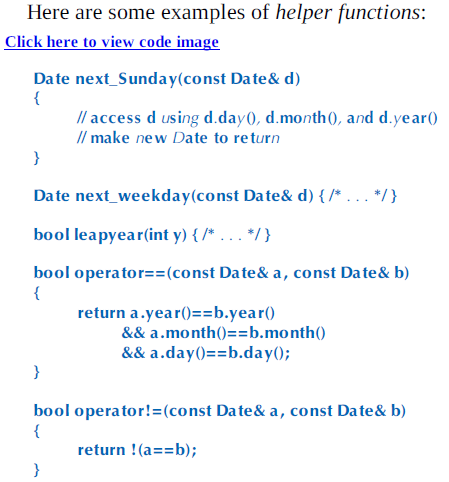 Here are some examples of helper functions:
Click here to view code image
Date next_Sunday(const Date& d)
{
// access d using d.day(), d.month(), and d.year()
// make new Date to return
}
Date next_weekday(const Date& d) { /* . . . */ }
bool leapyear(int y) { /* . . . */ }
bool operator==(const Date& a, const Date& b)
{
return a.year()==b.year()
&& a.month()==b.month()
&& a.day()==b.day();
}
bool operator!=(const Date& a, const Date& b)
{
return !(a==b);
}